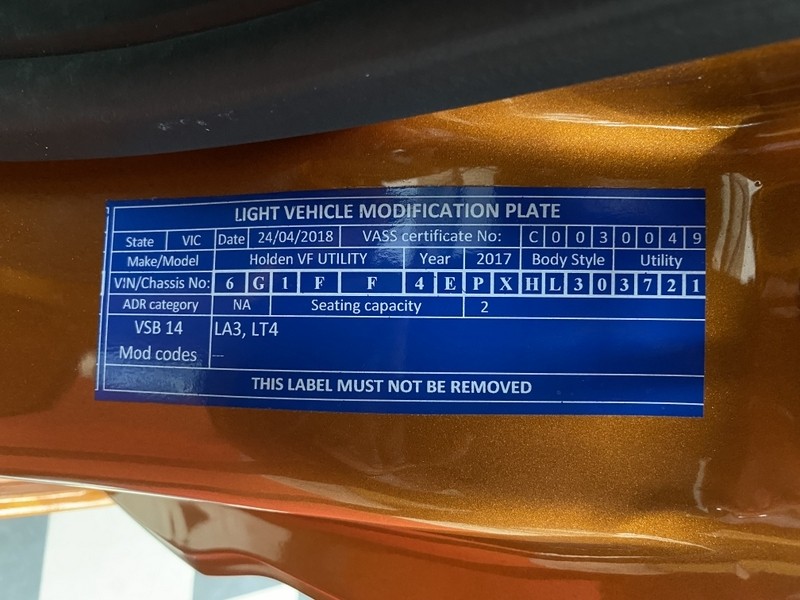 LIGHT VEHICLE MODIFICATION PLATE
State VIC Date 24/04/2018 VASS certificate No: C 0 0 3 0 0 4 9
Make/Model Holden VF UTILITY Year 2017 Body Style Utility
VIN/Chassis No: 6 G 1 F F 4 E P X H L 3 0 3 7 2 1
ADR category NA Seating capacity 2
VSB 14 LA3, LT4
Mod codes ---
THIS LABEL MUST NOT BE REMOVED